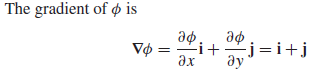 The gradient of ϕ is
∇ϕ = ∂ϕ/∂x i + ∂ϕ/∂y j = i + j